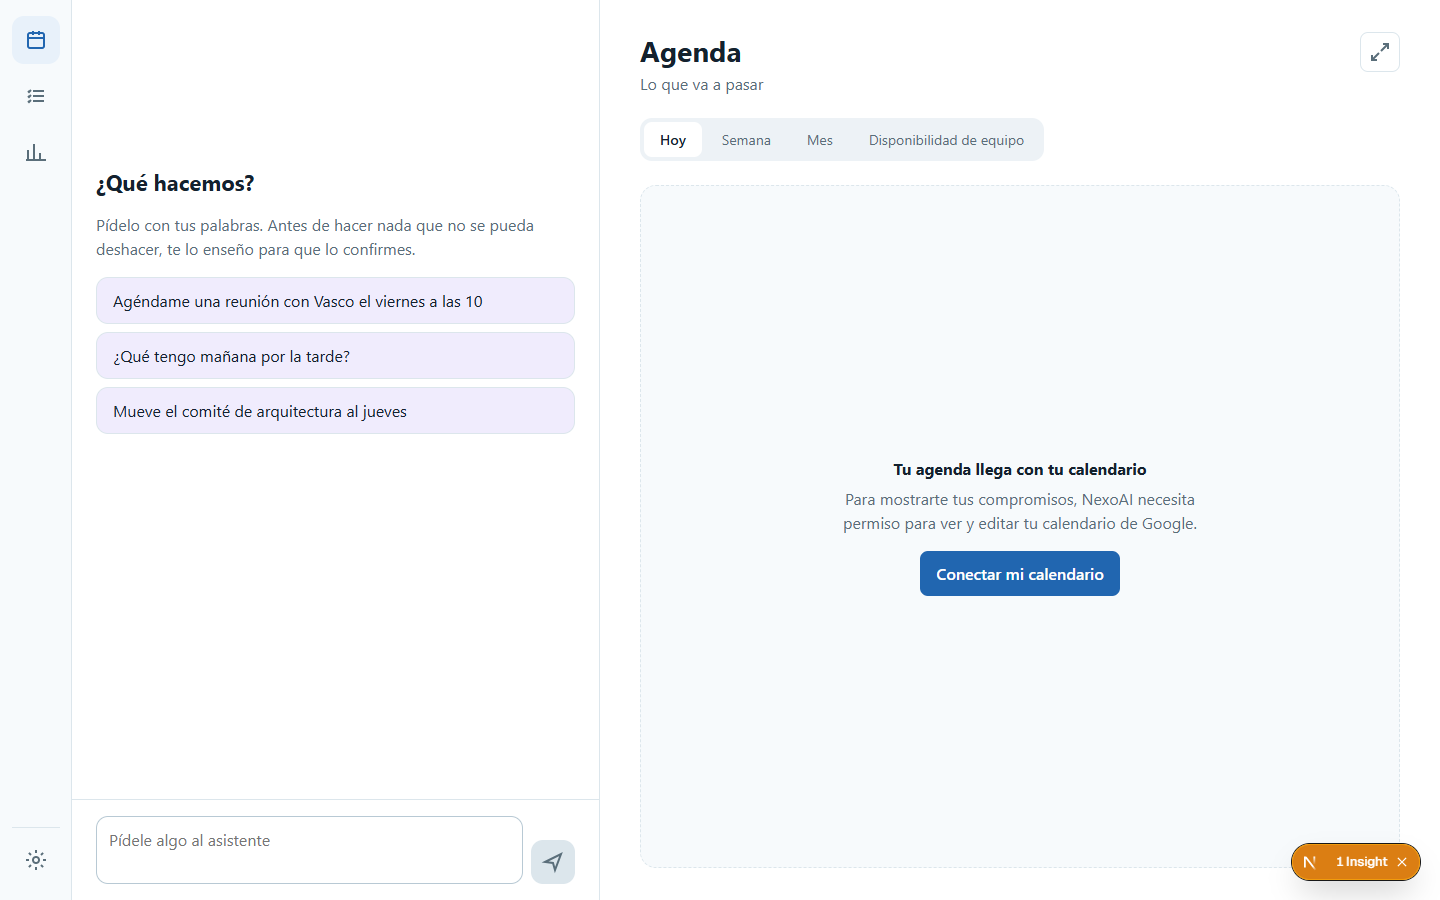 ¿Qué hacemos?
Pídelo con tus palabras. Antes de hacer nada que no se pueda
deshacer, te lo enseño para que lo confirmes.
Agéndame una reunión con Vasco el viernes a las 10
¿Qué tengo mañana por la tarde?
Mueve el comité de arquitectura al jueves
Pídele algo al asistente
Agenda
Lo que va a pasar
Hoy
Semana
Mes
Disponibilidad de equipo
Tu agenda llega con tu calendario
Para mostrarte tus compromisos, NexoAI necesita
permiso para ver y editar tu calendario de Google.
Conectar mi calendario
1 Insight